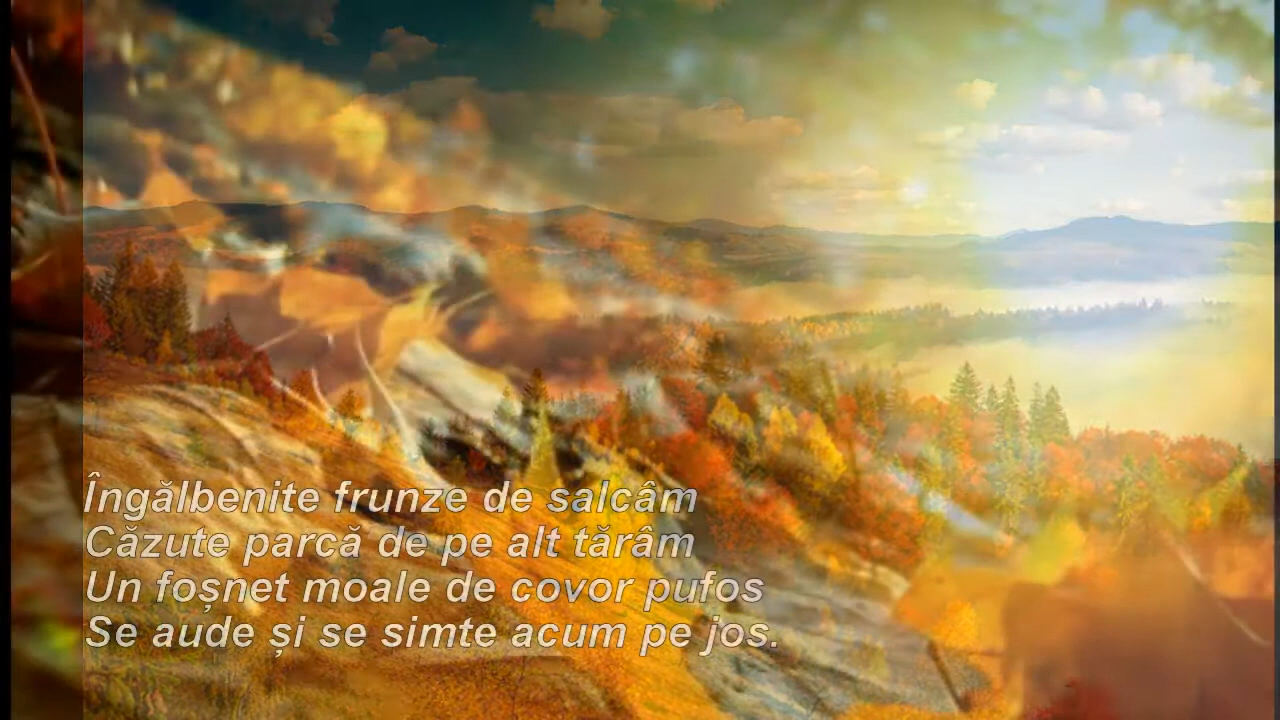 Îngălbenite frunze de salcâm
Căzute parcă de pe alt tărâm
Un foșnet moale de covor pufos
Se aude și se simte acum pe jos.